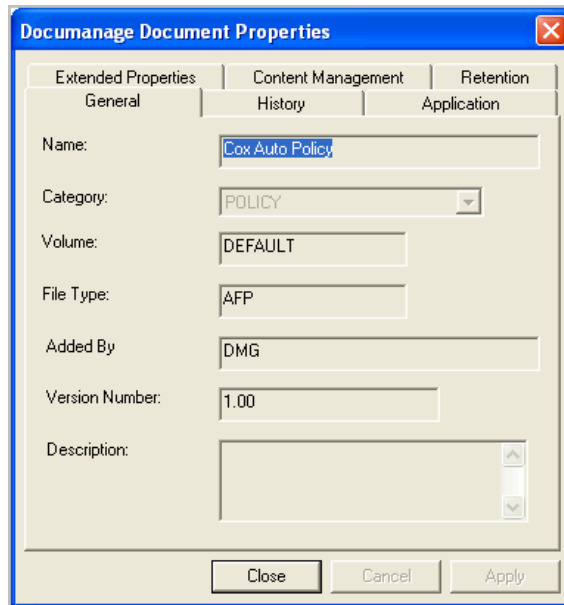 Documanage Document Properties
Extended Properties Content Management Retention
General History Application
Name: Cox Auto Policy
Category: POLICY
Volume: DEFAULT
File Type: AFP
Added By DMG
Version Number: 1.00
Description:
Close Cancel Apply